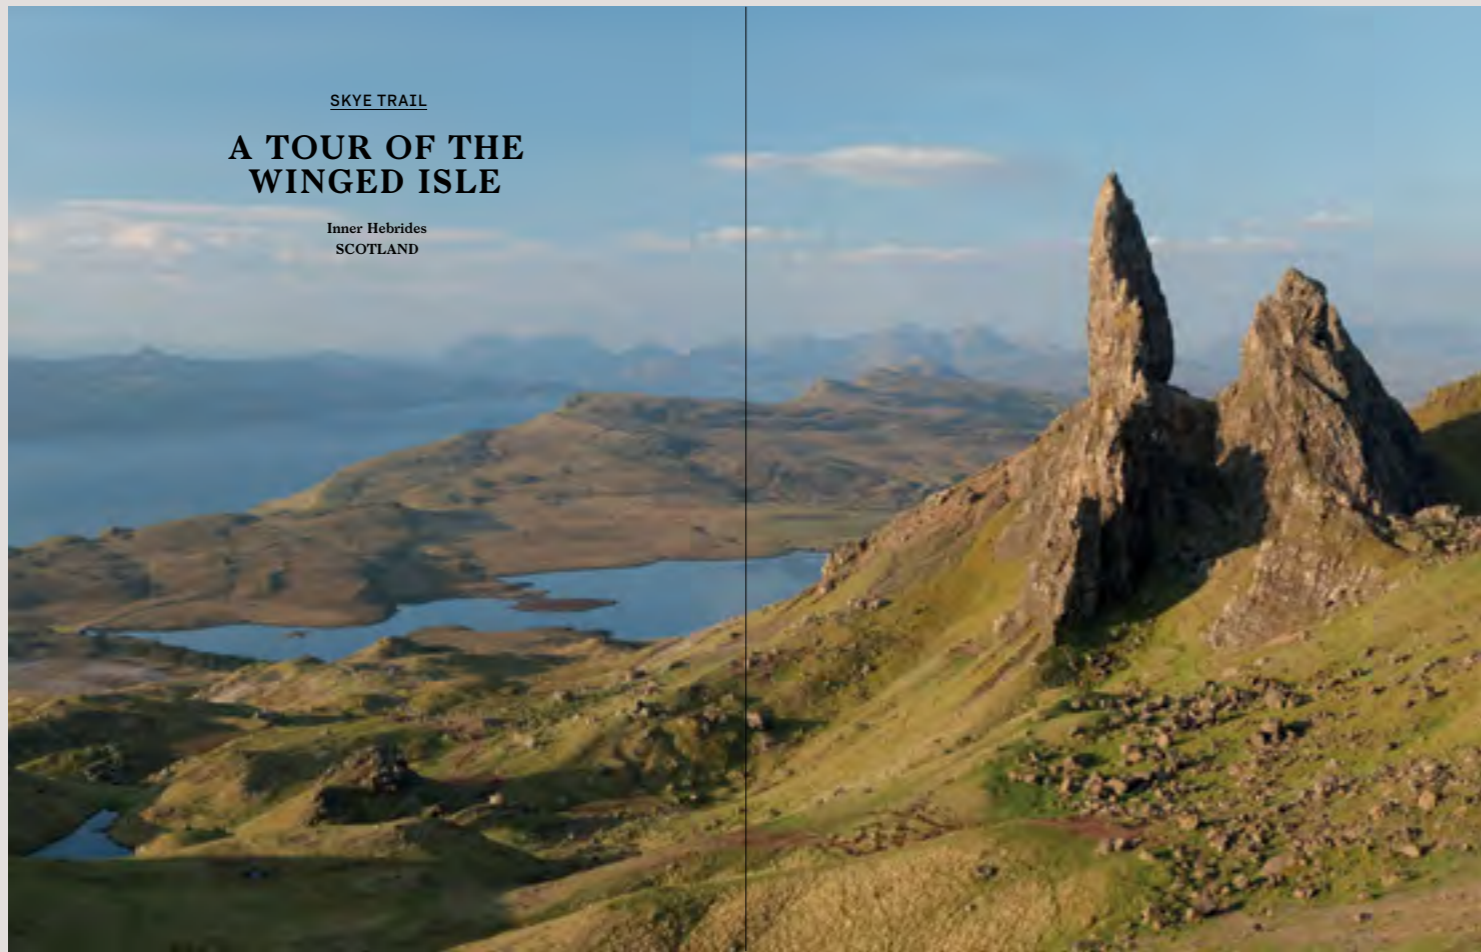 SKYE TRAIL
A TOUR OF THE
WINGED ISLE
Inner Hebrides
SCOTLAND